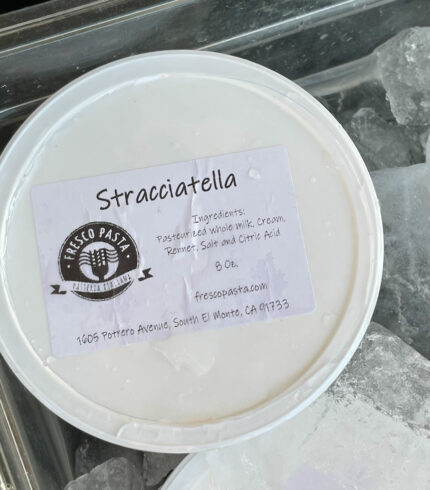 Stracciatella
Ingredients:
Pasteurized whole milk, Cream,
Rennet, Salt and Citric Acid
8 Oz.
FRESCO PASTA
frescopasta.com
1605 Potrero Avenue, South El Monte, CA 91733